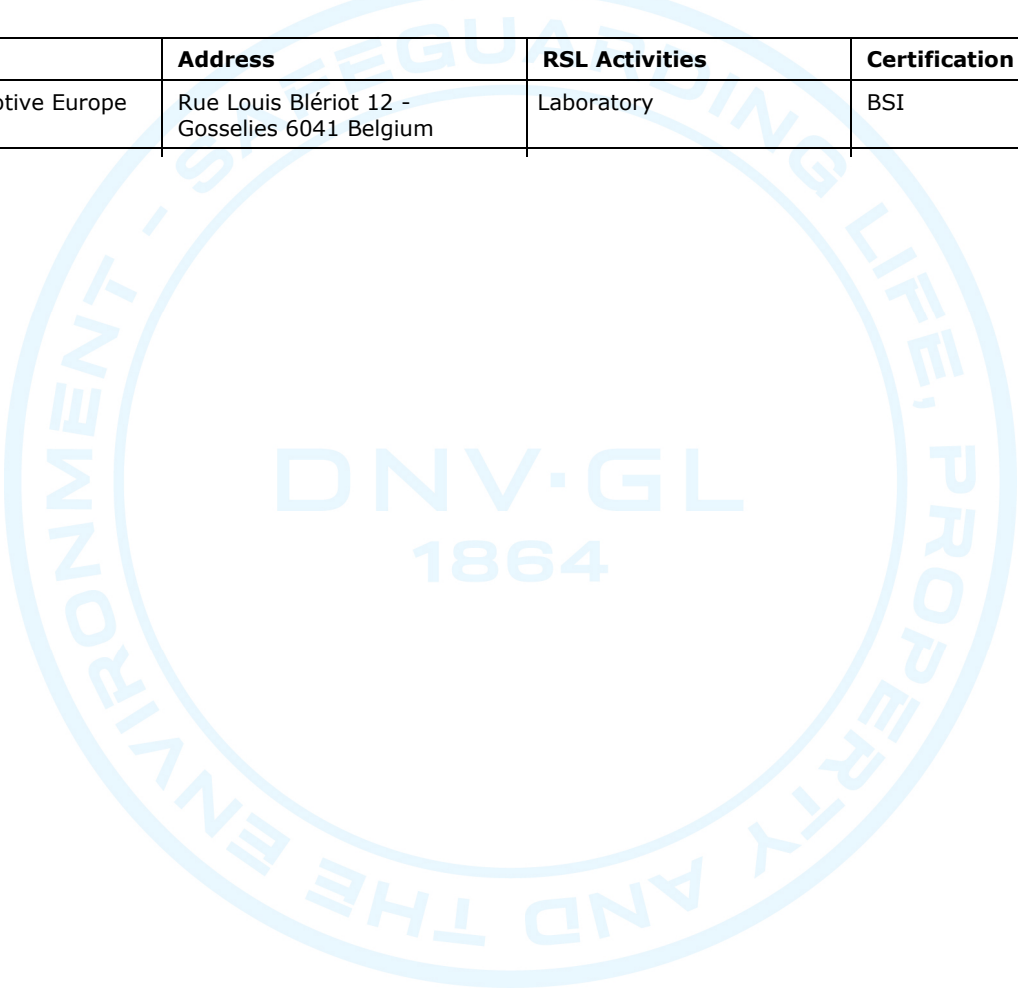 Address RSL Activities Certification
otive Europe Rue Louis Blériot 12 - Laboratory BSI
Gosselies 6041 Belgium
SAFEGUARDING LIFE, PROPERTY AND THE ENVIRONMENT -
DNV·GL
1864